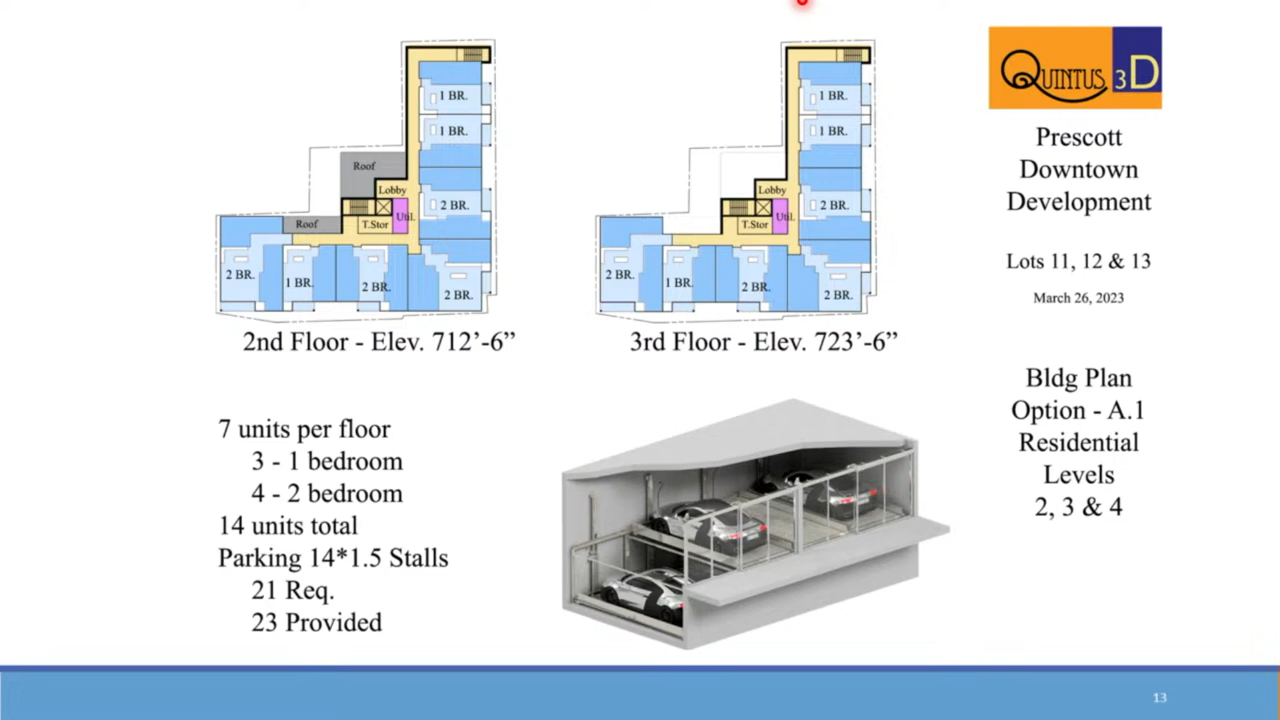 1 BR.
1 BR.
Roof
Lobby
2 BR.
Util.
Roof
T.Stor
2 BR.
1 BR.
2 BR.
2 BR.
2nd Floor - Elev. 712’-6”
1 BR.
1 BR.
Lobby
2 BR.
Util.
T.Stor
2 BR.
1 BR.
2 BR.
2 BR.
3rd Floor - Elev. 723’-6”
QUINTUS 3D
Prescott
Downtown
Development
Lots 11, 12 & 13
March 26, 2023
Bldg Plan
Option - A.1
Residential
Levels
2, 3 & 4
7 units per floor
3 - 1 bedroom
4 - 2 bedroom
14 units total
Parking 14*1.5 Stalls
21 Req.
23 Provided
13